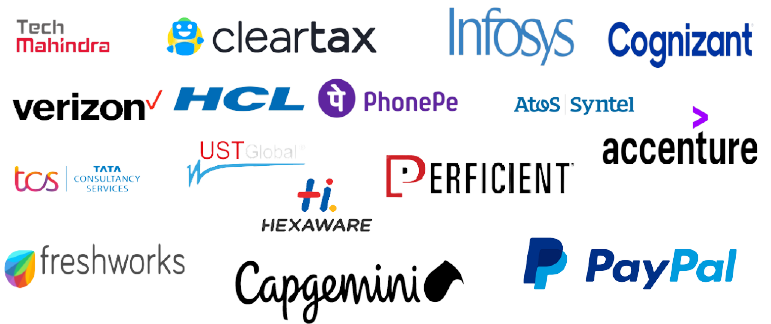 Tech
Mahindra
cleartax
Infosys
Cognizant
verizon
HCL
पे PhonePe
Atos Syntel
accenture
tcs TATA
CONSULTANCY
SERVICES
UST Global
PERFICIENT
Hi.
HEXAWARE
freshworks
Capgemini
P PayPal